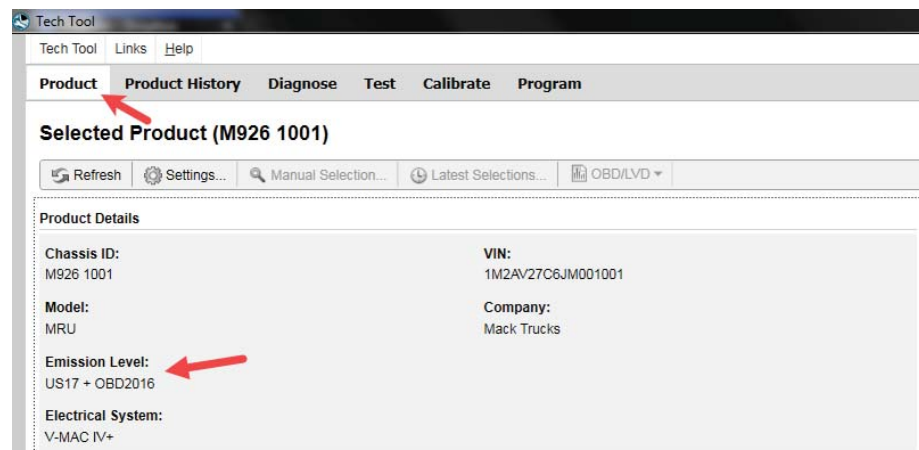 Tech Tool
Tech Tool Links Help
Product Product History Diagnose Test Calibrate Program
Selected Product (M926 1001)
Refresh Settings... Manual Selection... Latest Selections... OBD/LVD
Product Details
Chassis ID: VIN:
M926 1001 1M2AV27C6JM001001
Model: Company:
MRU Mack Trucks
Emission Level:
US17 + OBD2016
Electrical System:
V-MAC IV+